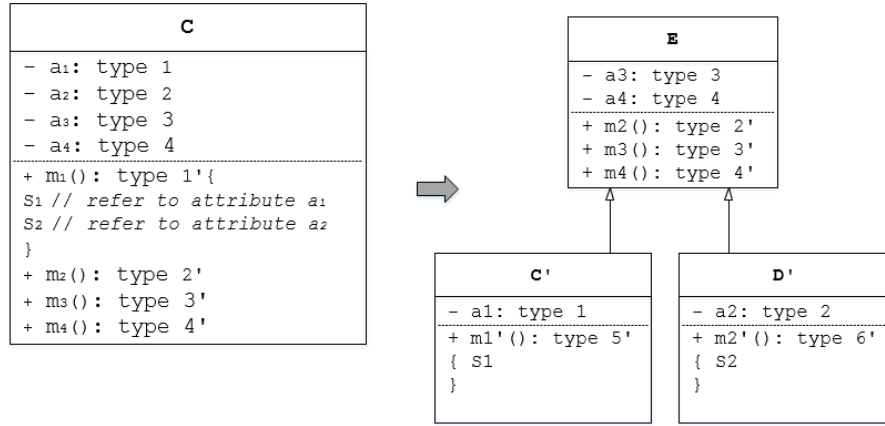 C
- a₁: type 1
- a₂: type 2
- a₃: type 3
- a₄: type 4
+ m₁(): type 1'{
S₁ // refer to attribute a₁
S₂ // refer to attribute a₂
}
+ m₂(): type 2'
+ m₃(): type 3'
+ m₄(): type 4'
E
- a3: type 3
- a4: type 4
+ m2(): type 2'
+ m3(): type 3'
+ m4(): type 4'
C'
- a1: type 1
+ m1'(): type 5'
{ S1
}
D'
- a2: type 2
+ m2'(): type 6'
{ S2
}